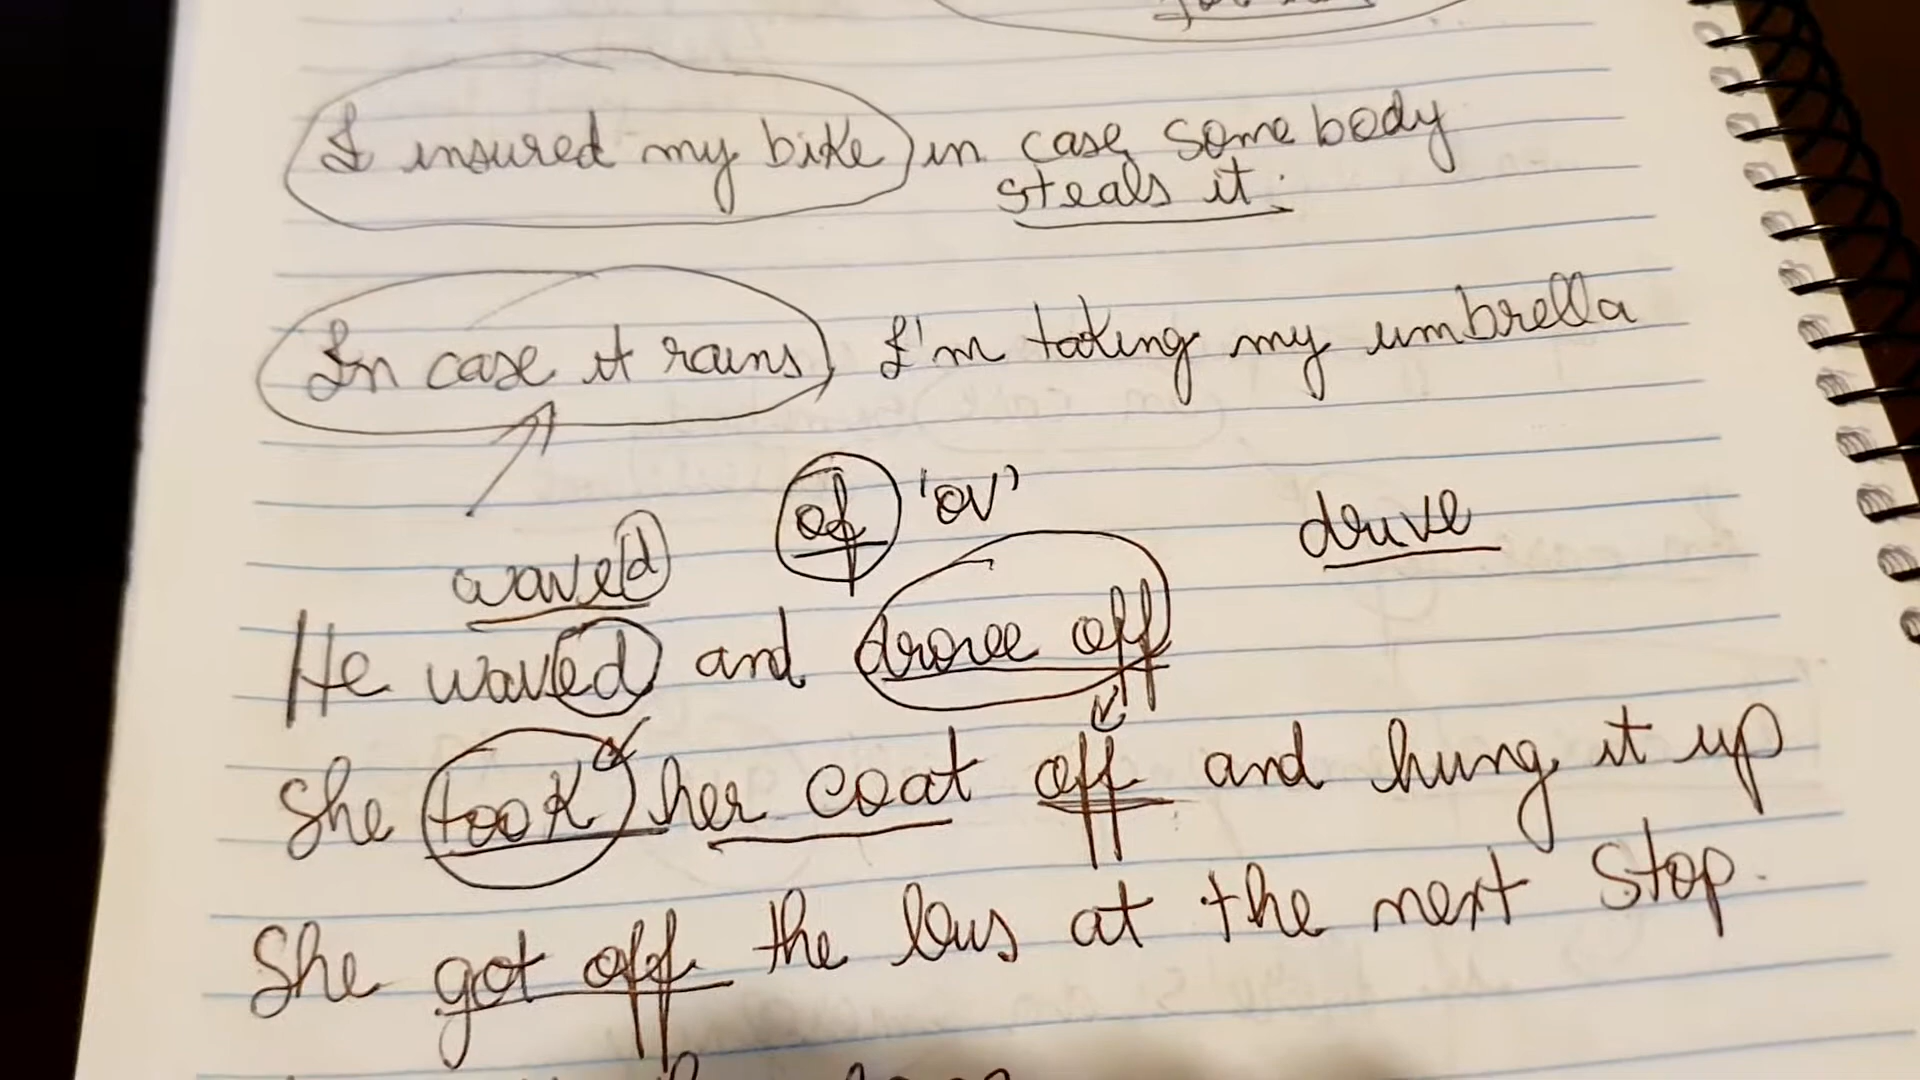 I insured my bike in case somebody
steals it.
In case it rains, I'm taking my umbrella
of 'ov'
drive
waved
He waved and drove off
She took her coat off and hung it up
She got off the bus at the next stop.